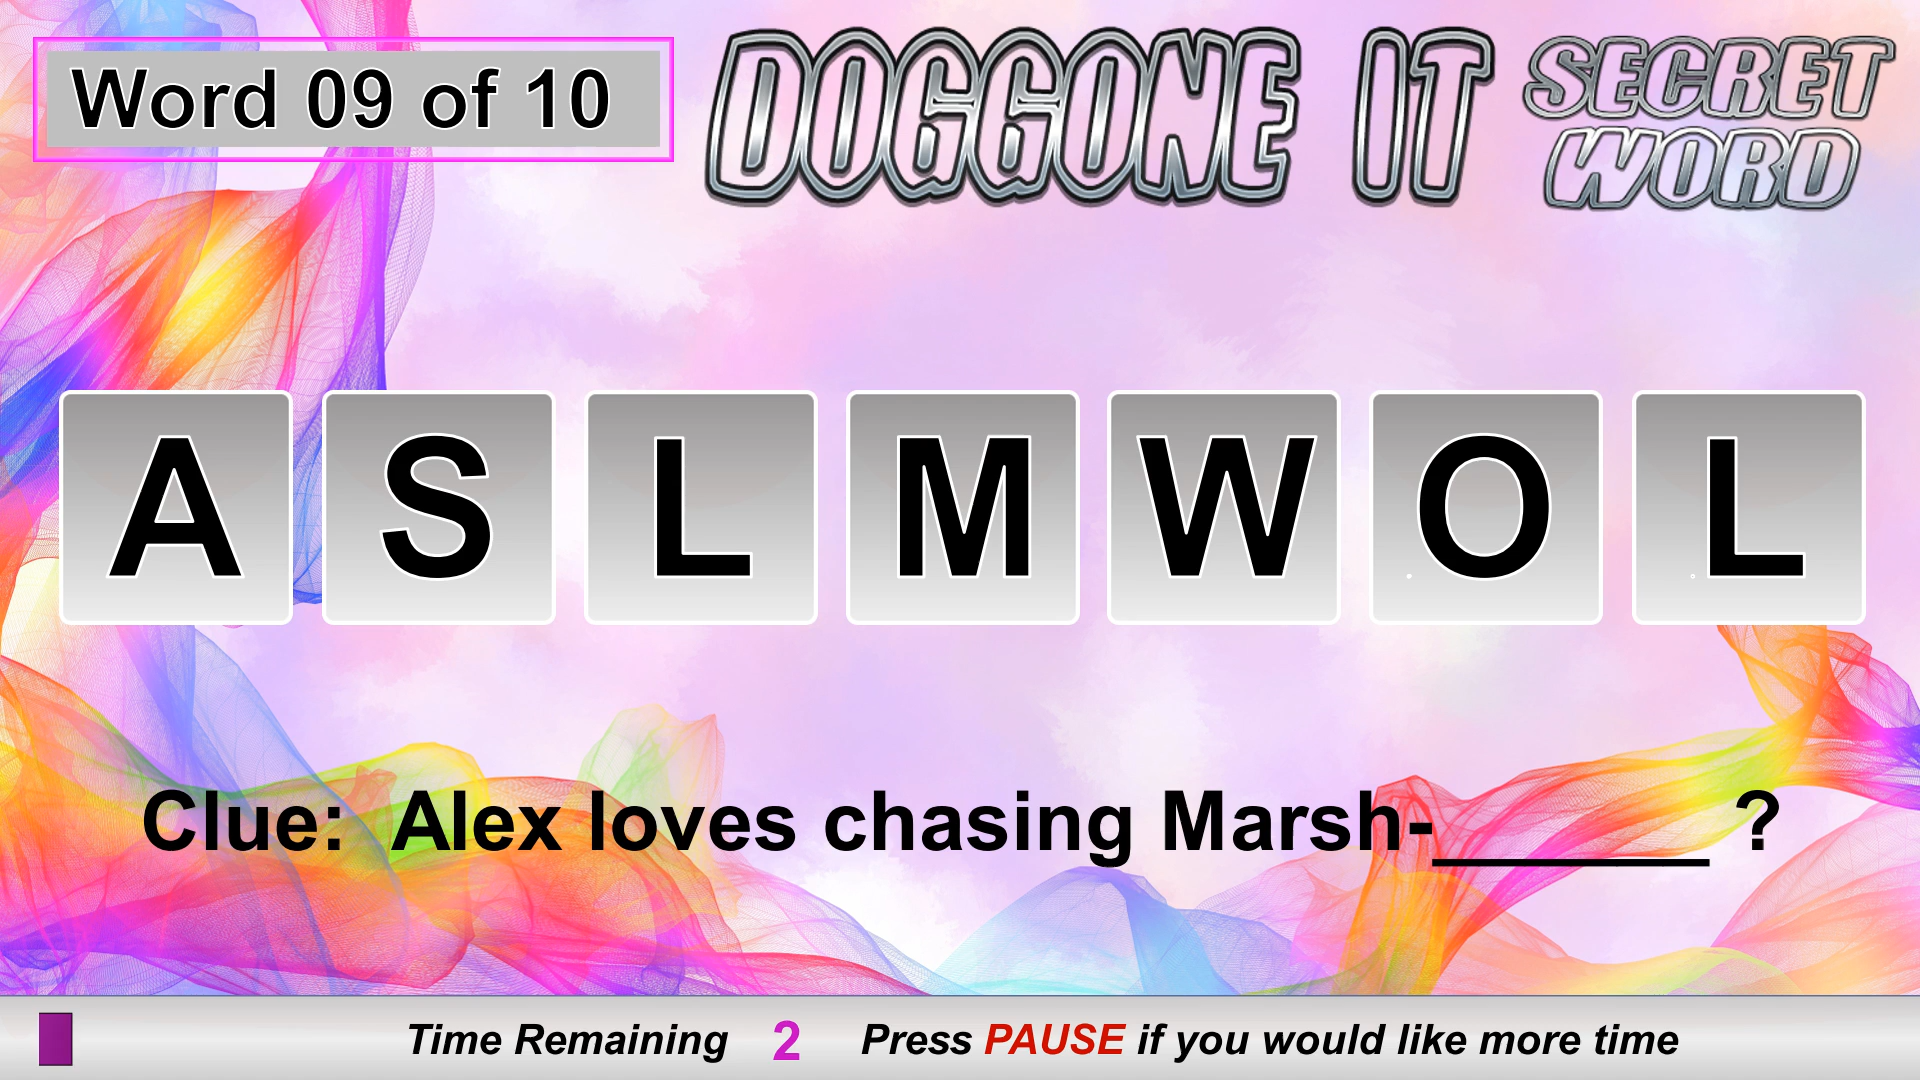 Word 09 of 10
DOGGONE IT
SECRET
WORD
A S L M W O L
Clue: Alex loves chasing Marsh-______ ?
Time Remaining 2 Press PAUSE if you would like more time